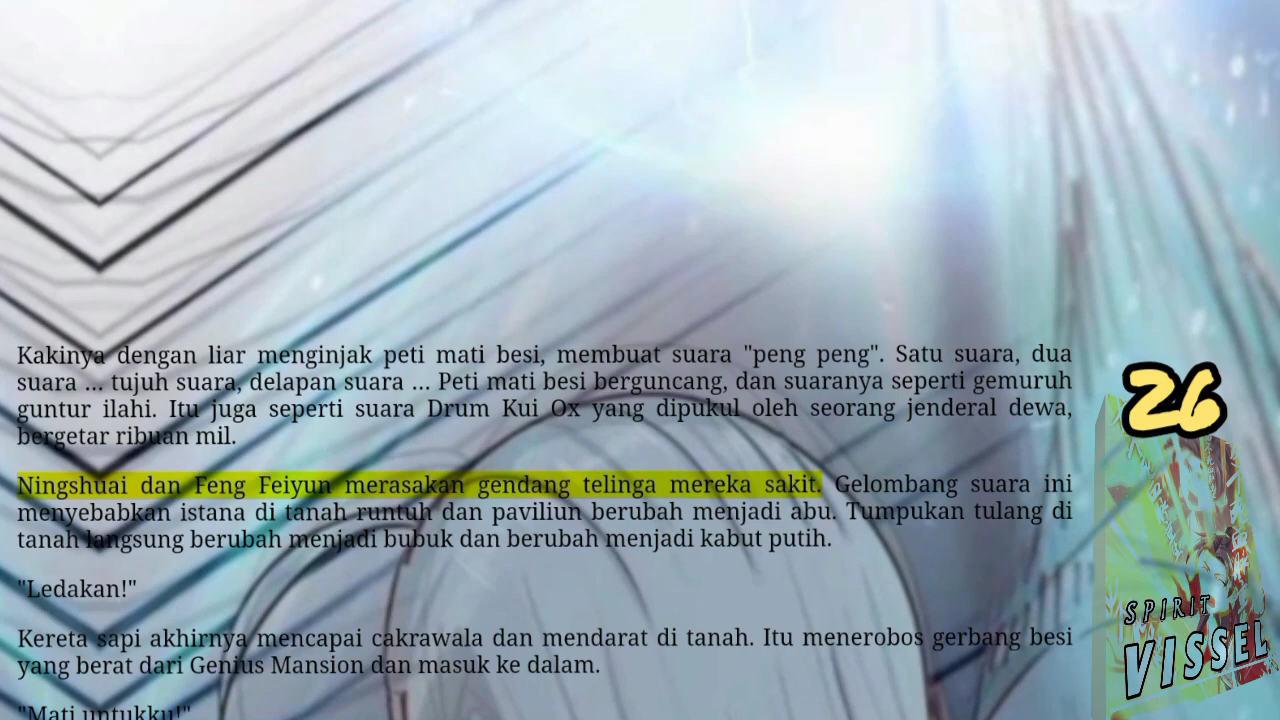 Kakinya dengan liar menginjak peti mati besi, membuat suara "peng peng". Satu suara, dua
suara ... tujuh suara, delapan suara ... Peti mati besi berguncang, dan suaranya seperti gemuruh
guntur ilahi. Itu juga seperti suara Drum Kui Ox yang dipukul oleh seorang jenderal dewa,
bergetar ribuan mil.
Ningshuai dan Feng Feiyun merasakan gendang telinga mereka sakit. Gelombang suara ini
menyebabkan istana di tanah runtuh dan paviliun berubah menjadi abu. Tumpukan tulang di
tanah langsung berubah menjadi bubuk dan berubah menjadi kabut putih.
"Ledakan!"
Kereta sapi akhirnya mencapai cakrawala dan mendarat di tanah. Itu menerobos gerbang besi
yang berat dari Genius Mansion dan masuk ke dalam.
"Mati untukku!"
26
SPIRIT
VISSEL